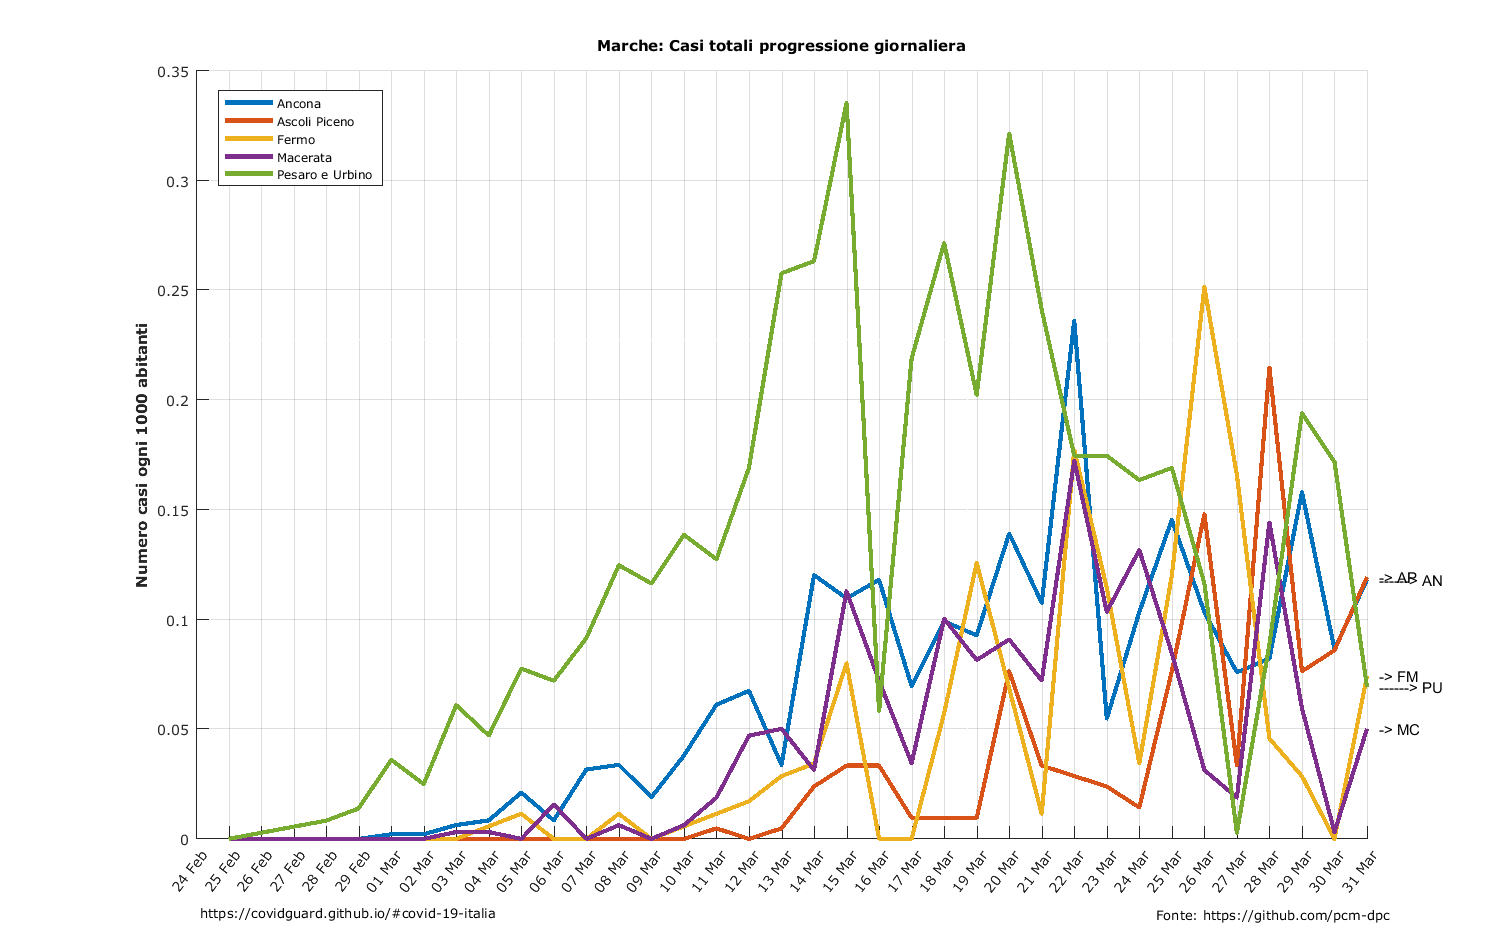 Marche: Casi totali progressione giornaliera
Numero casi ogni 1000 abitanti
0.35
0.3
0.25
0.2
0.15
0.1
0.05
0
Ancona
Ascoli Piceno
Fermo
Macerata
Pesaro e Urbino
-> AP
------> AN
-> FM
------> PU
-> MC
24 Feb
25 Feb
26 Feb
27 Feb
28 Feb
29 Feb
01 Mar
02 Mar
03 Mar
04 Mar
05 Mar
06 Mar
07 Mar
08 Mar
09 Mar
10 Mar
11 Mar
12 Mar
13 Mar
14 Mar
15 Mar
16 Mar
17 Mar
18 Mar
19 Mar
20 Mar
21 Mar
22 Mar
23 Mar
24 Mar
25 Mar
26 Mar
27 Mar
28 Mar
29 Mar
30 Mar
31 Mar
https://covidguard.github.io/#covid-19-italia
Fonte: https://github.com/pcm-dpc